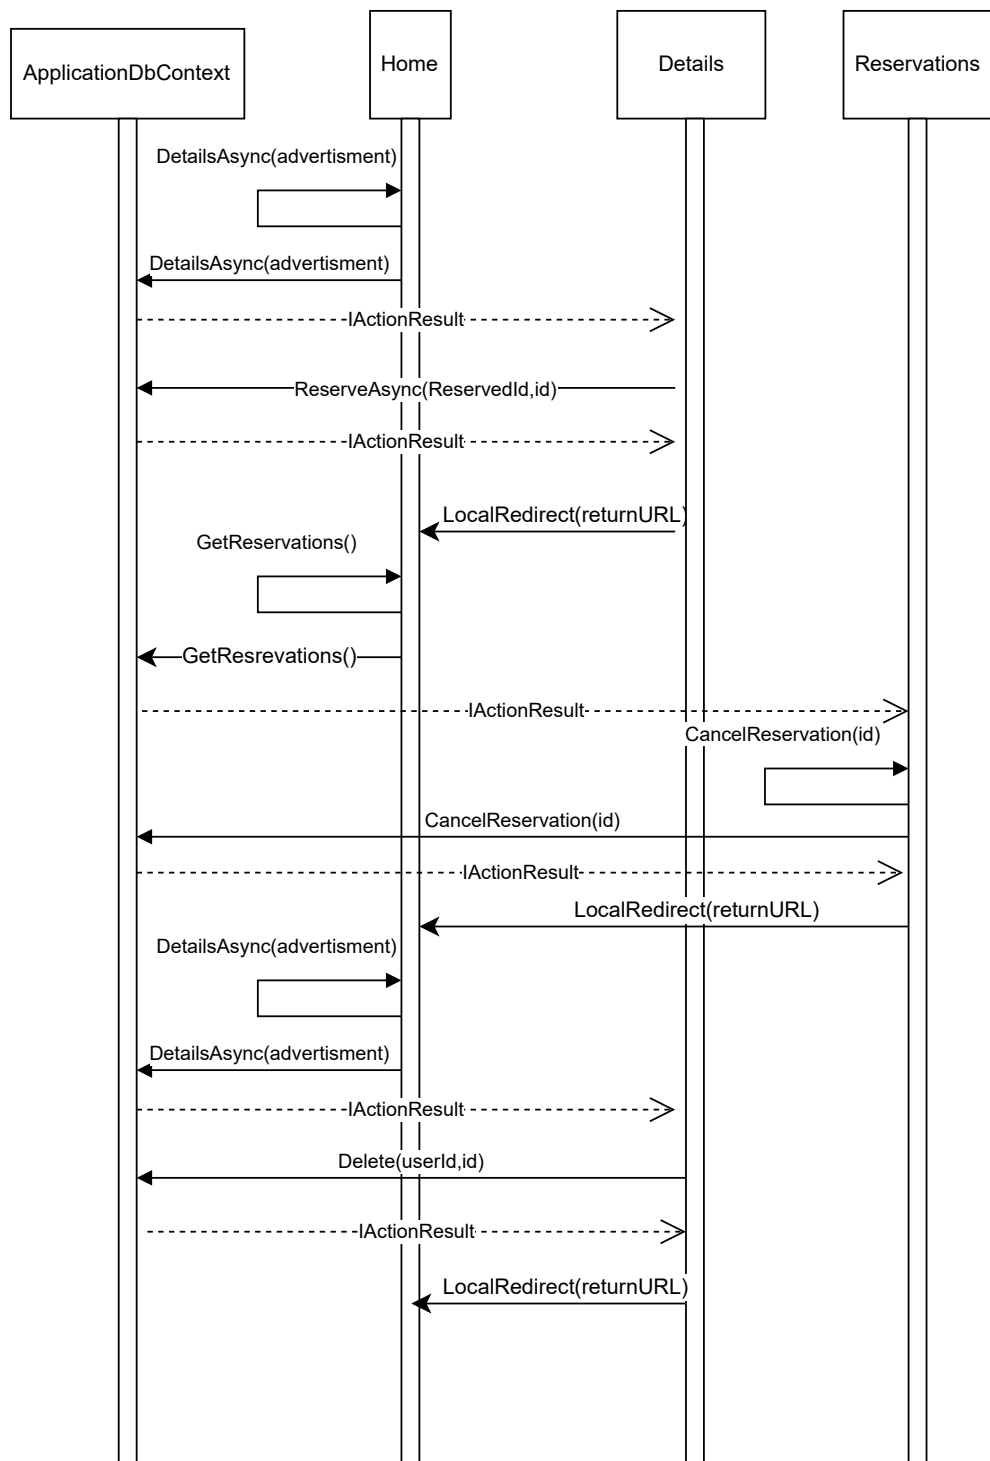 ApplicationDbContext
Home
Details
Reservations
DetailsAsync(advertisment)
DetailsAsync(advertisment)
IActionResult
ReserveAsync(ReservedId,id)
IActionResult
LocalRedirect(returnURL)
GetReservations()
GetResrevations()
IActionResult
CancelReservation(id)
CancelReservation(id)
IActionResult
LocalRedirect(returnURL)
DetailsAsync(advertisment)
DetailsAsync(advertisment)
IActionResult
Delete(userId,id)
IActionResult
LocalRedirect(returnURL)